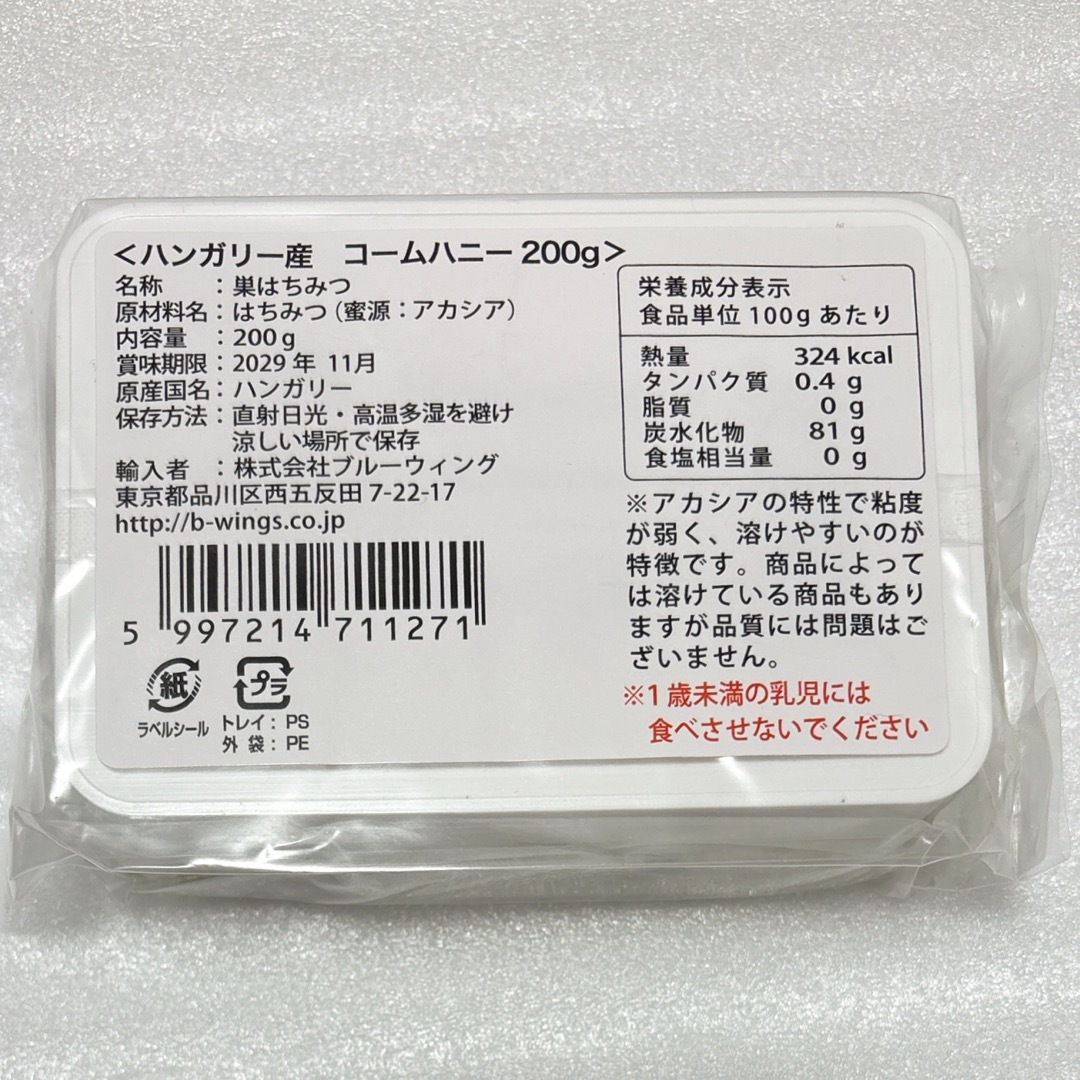 <ハンガリー産　コームハニー200g>
名称　　：巣はちみつ
原材料名：はちみつ（蜜源：アカシア）
内容量　：200g
賞味期限：2029年 11月
原産国名：ハンガリー
保存方法：直射日光・高温多湿を避け
涼しい場所で保存
輸入者　：株式会社ブルーウィング
東京都品川区西五反田7-22-17
http://b-wings.co.jp
5 997214 711271
紙
ラベルシール
プラ
トレイ：PS
外 袋：PE
栄養成分表示
食品単位100gあたり
熱量　324 kcal
タンパク質　0.4 g
脂質　0 g
炭水化物　81 g
食塩相当量　0 g
※アカシアの特性で粘度
が弱く、溶けやすいのが
特徴です。商品によって
は溶けている商品もあり
ますが品質には問題はご
ざいません。
※1歳未満の乳児には
食べさせないでください